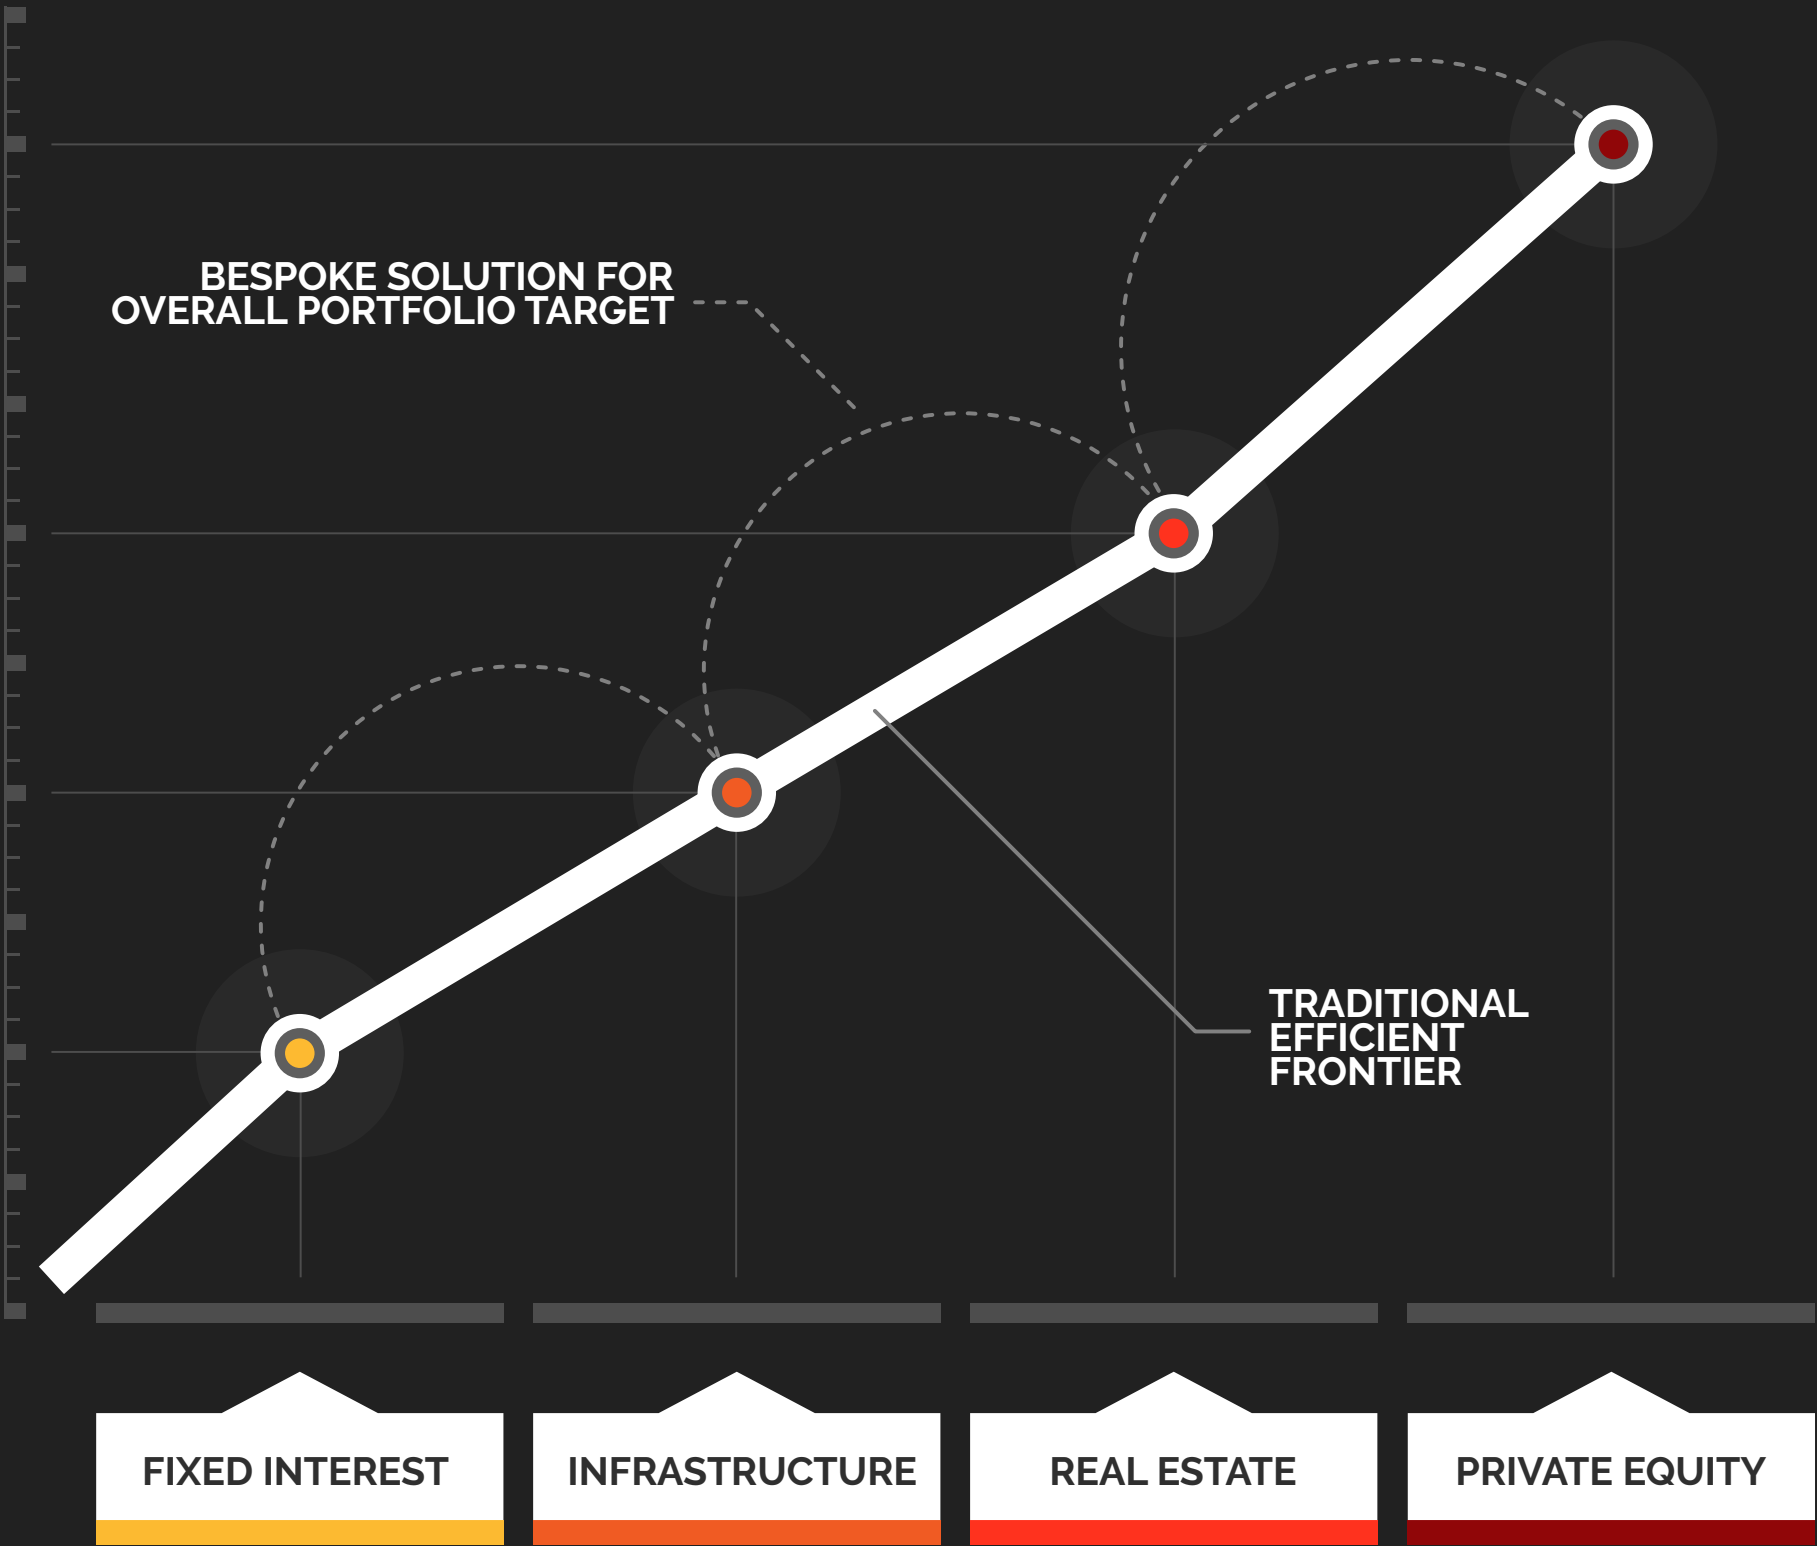 BESPOKE SOLUTION FOR
OVERALL PORTFOLIO TARGET
TRADITIONAL
EFFICIENT
FRONTIER
FIXED INTEREST
INFRASTRUCTURE
REAL ESTATE
PRIVATE EQUITY